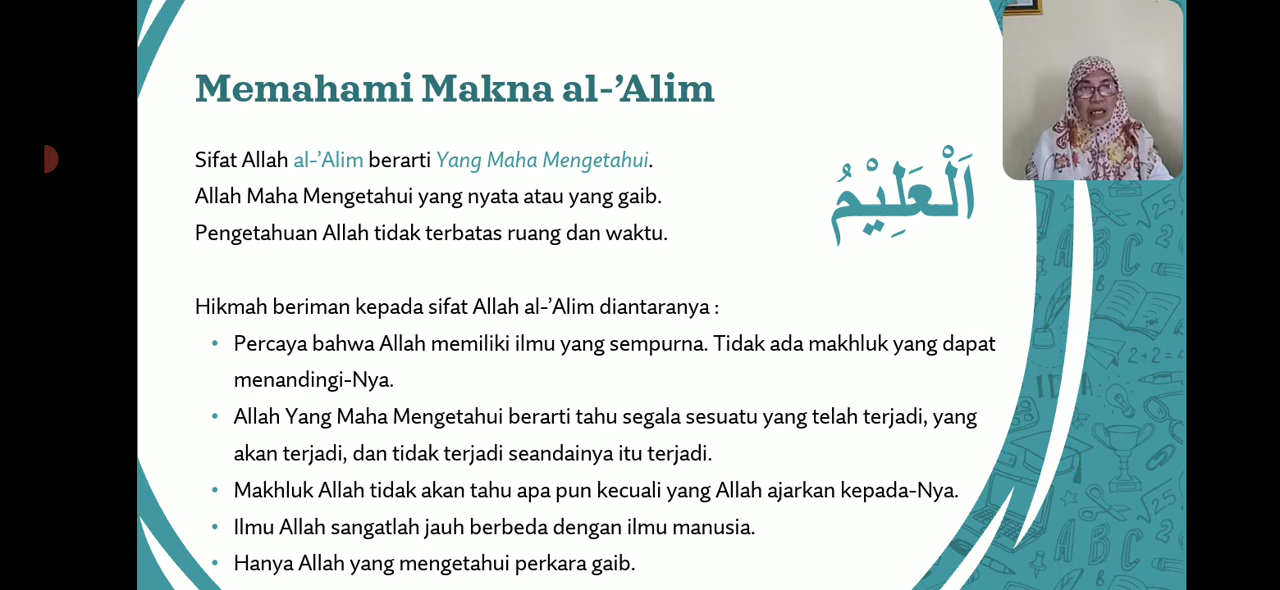 Memahami Makna al-’Alim
Sifat Allah al-’Alim berarti Yang Maha Mengetahui.
Allah Maha Mengetahui yang nyata atau yang gaib.
Pengetahuan Allah tidak terbatas ruang dan waktu.
اَلْعَلِيْمُ
Hikmah beriman kepada sifat Allah al-’Alim diantaranya :
• Percaya bahwa Allah memiliki ilmu yang sempurna. Tidak ada makhluk yang dapat
menandingi-Nya.
• Allah Yang Maha Mengetahui berarti tahu segala sesuatu yang telah terjadi, yang
akan terjadi, dan tidak terjadi seandainya itu terjadi.
• Makhluk Allah tidak akan tahu apa pun kecuali yang Allah ajarkan kepada-Nya.
• Ilmu Allah sangatlah jauh berbeda dengan ilmu manusia.
• Hanya Allah yang mengetahui perkara gaib.
√25
ABC
2+2=
ABC